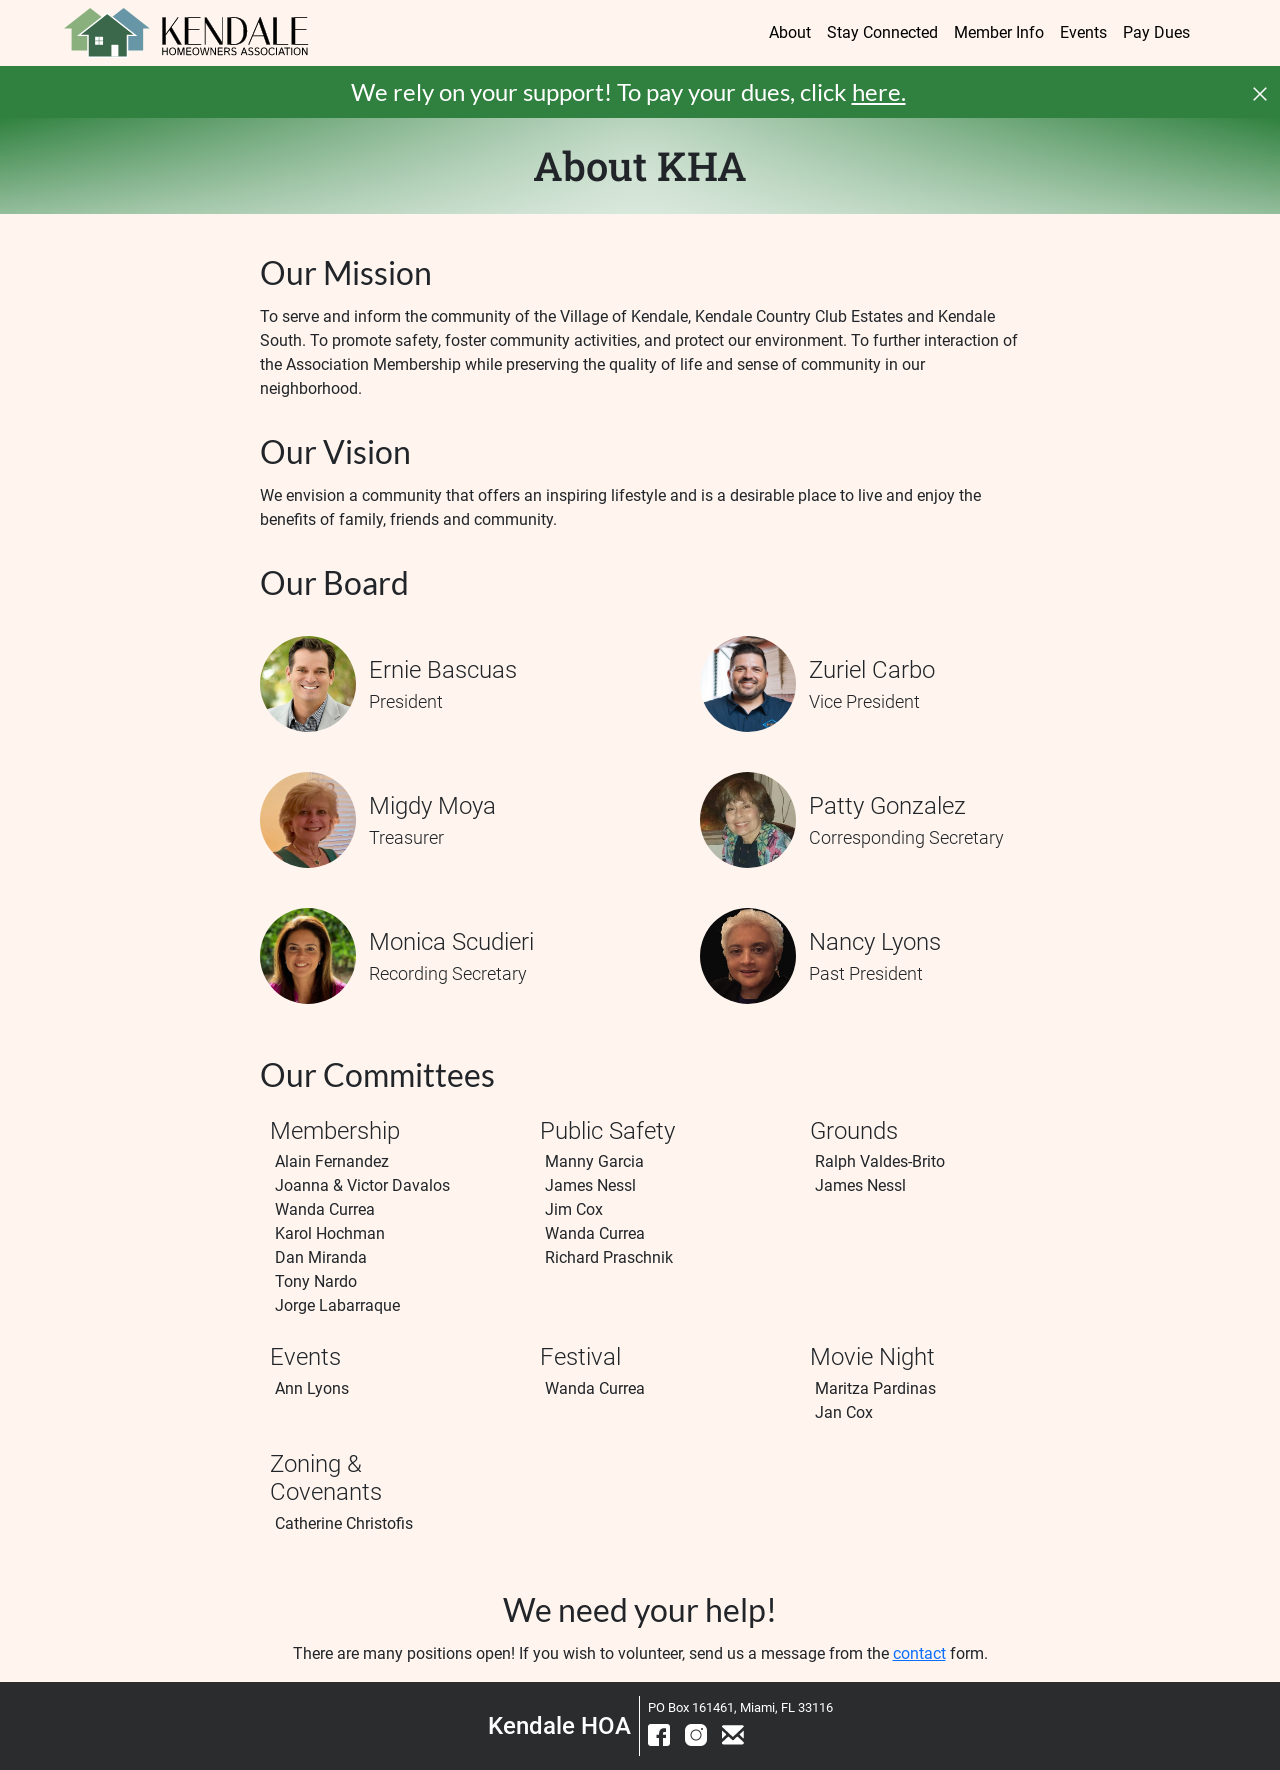 KENDALE
HOMEOWNERS ASSOCIATION
About Stay Connected Member Info Events Pay Dues
We rely on your support! To pay your dues, click here.
About KHA
Our Mission
To serve and inform the community of the Village of Kendale, Kendale Country Club Estates and Kendale
South. To promote safety, foster community activities, and protect our environment. To further interaction of
the Association Membership while preserving the quality of life and sense of community in our
neighborhood.
Our Vision
We envision a community that offers an inspiring lifestyle and is a desirable place to live and enjoy the
benefits of family, friends and community.
Our Board
Ernie Bascuas
President
Zuriel Carbo
Vice President
Migdy Moya
Treasurer
Patty Gonzalez
Corresponding Secretary
Monica Scudieri
Recording Secretary
Nancy Lyons
Past President
Our Committees
Membership
Alain Fernandez
Joanna & Victor Davalos
Wanda Currea
Karol Hochman
Dan Miranda
Tony Nardo
Jorge Labarraque
Public Safety
Manny Garcia
James Nessl
Jim Cox
Wanda Currea
Richard Praschnik
Grounds
Ralph Valdes-Brito
James Nessl
Events
Ann Lyons
Festival
Wanda Currea
Movie Night
Maritza Pardinas
Jan Cox
Zoning &
Covenants
Catherine Christofis
We need your help!
There are many positions open! If you wish to volunteer, send us a message from the contact form.
Kendale HOA
PO Box 161461, Miami, FL 33116